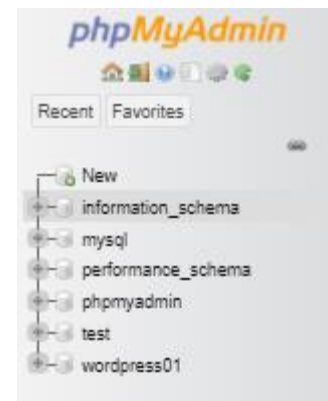 phpMyAdmin
Recent Favorites
New
information_schema
mysql
performance_schema
phpmyadmin
test
wordpress01